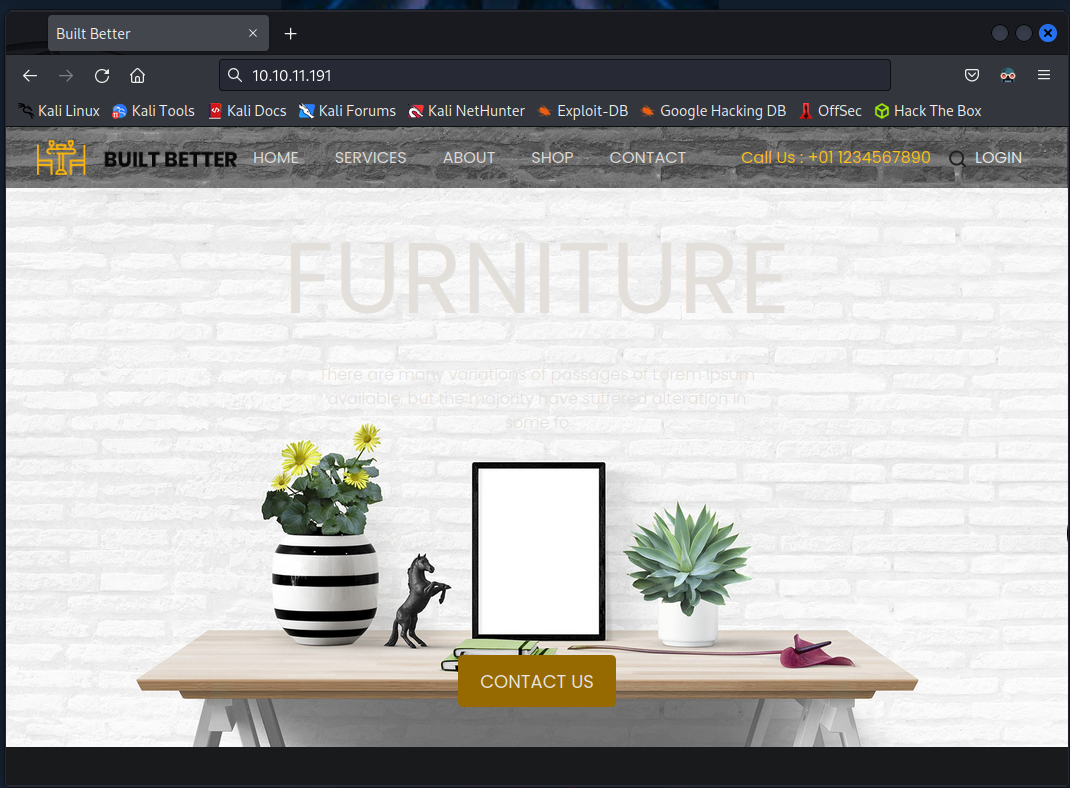 Built Better
10.10.11.191
Kali Linux Kali Tools Kali Docs Kali Forums Kali NetHunter Exploit-DB Google Hacking DB OffSec Hack The Box
BUILT BETTER HOME SERVICES ABOUT SHOP CONTACT Call Us : +01 1234567890 LOGIN
FURNITURE
There are many variations of passages of Lorem Ipsum
available, but the majority have suffered alteration in
some fo
CONTACT US